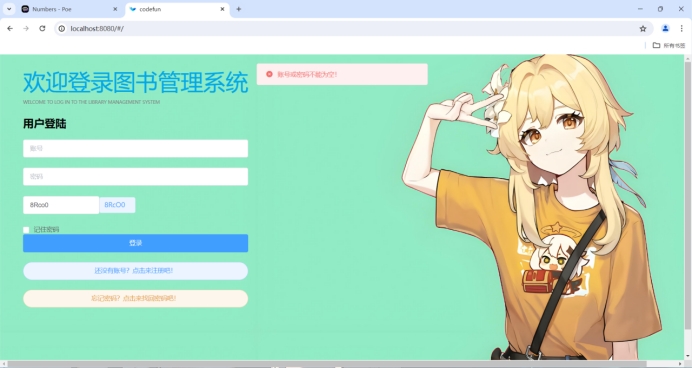 Numbers - Poe
codefun
localhost:8080/#/
所有书签
欢迎登录图书管理系统
账号或密码不能为空！
WELCOME TO LOG IN TO THE LIBRARY MANAGEMENT SYSTEM
用户登陆
账号
密码
8Rco0
8RcO0
记住密码
登录
还没有账号？点击来注册吧！
忘记密码？点击来找回密码吧！